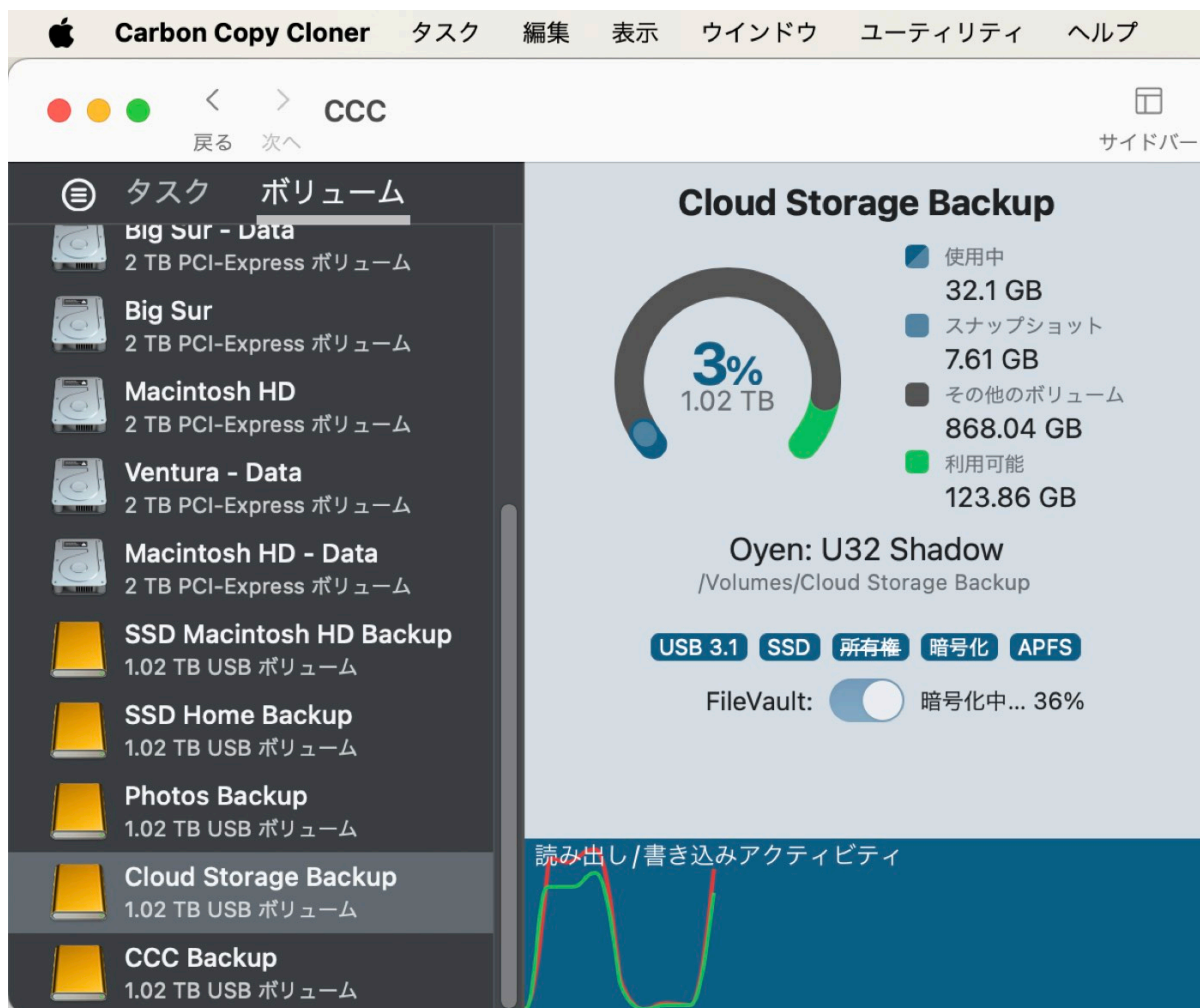 Carbon Copy Cloner タスク 編集 表示 ウインドウ ユーティリティ ヘルプ
CCC
戻る 次へ
サイドバー
タスク ボリューム
Big Sur - Data
2 TB PCI-Express ボリューム
Big Sur
2 TB PCI-Express ボリューム
Macintosh HD
2 TB PCI-Express ボリューム
Ventura - Data
2 TB PCI-Express ボリューム
Macintosh HD - Data
2 TB PCI-Express ボリューム
SSD Macintosh HD Backup
1.02 TB USB ボリューム
SSD Home Backup
1.02 TB USB ボリューム
Photos Backup
1.02 TB USB ボリューム
Cloud Storage Backup
1.02 TB USB ボリューム
CCC Backup
1.02 TB USB ボリューム
Cloud Storage Backup
3%
1.02 TB
使用中
32.1 GB
スナップショット
7.61 GB
その他のボリューム
868.04 GB
利用可能
123.86 GB
Oyen: U32 Shadow
/Volumes/Cloud Storage Backup
USB 3.1 SSD 所有権 暗号化 APFS
FileVault: 暗号化中... 36%
読み出し/書き込みアクティビティ